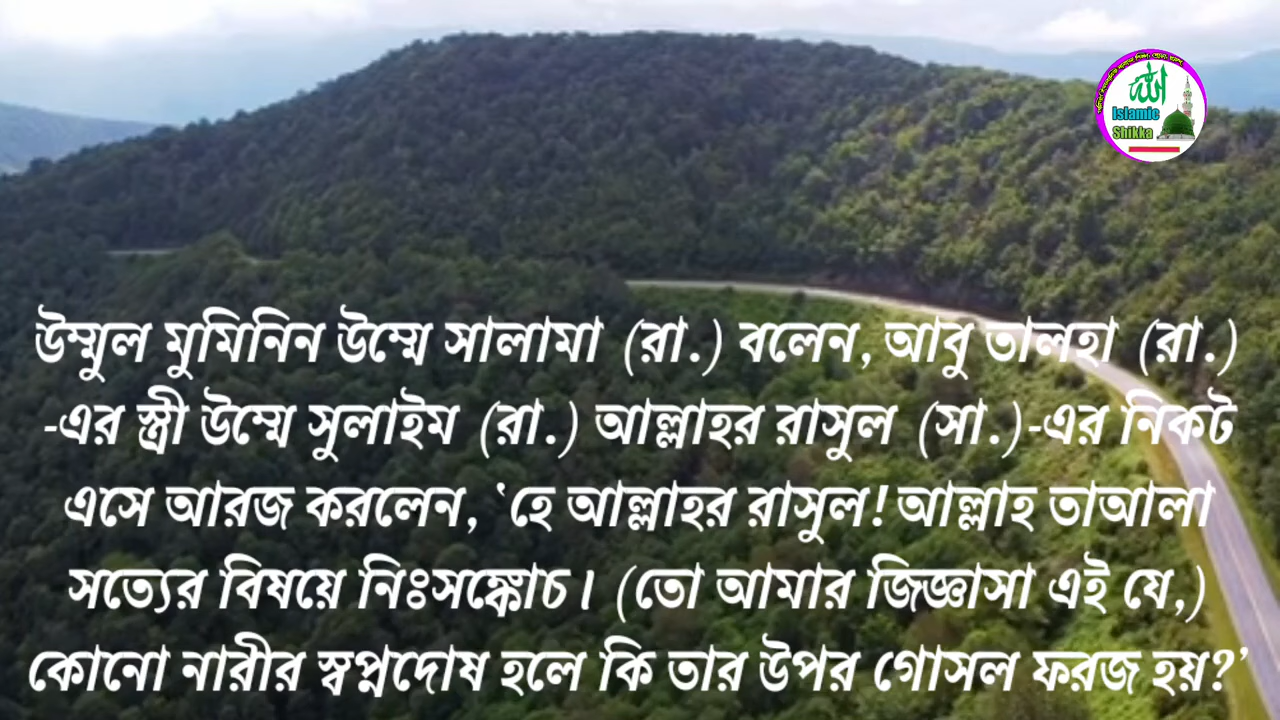 Islamic
Shikka
উম্মুল মুমিনিন উম্মে সালামা (রা.) বলেন, আবু তালহা (রা.)
-এর স্ত্রী উম্মে সুলাইম (রা.) আল্লাহর রাসুল (সা.)-এর নিকট
এসে আরজ করলেন, ‘হে আল্লাহর রাসুল! আল্লাহ তাআলা
সত্যের বিষয়ে নিঃসঙ্কোচ। (তো আমার জিজ্ঞাসা এই যে,)
কোনো নারীর স্বপ্নদোষ হলে কি তার উপর গোসল ফরজ হয়?’